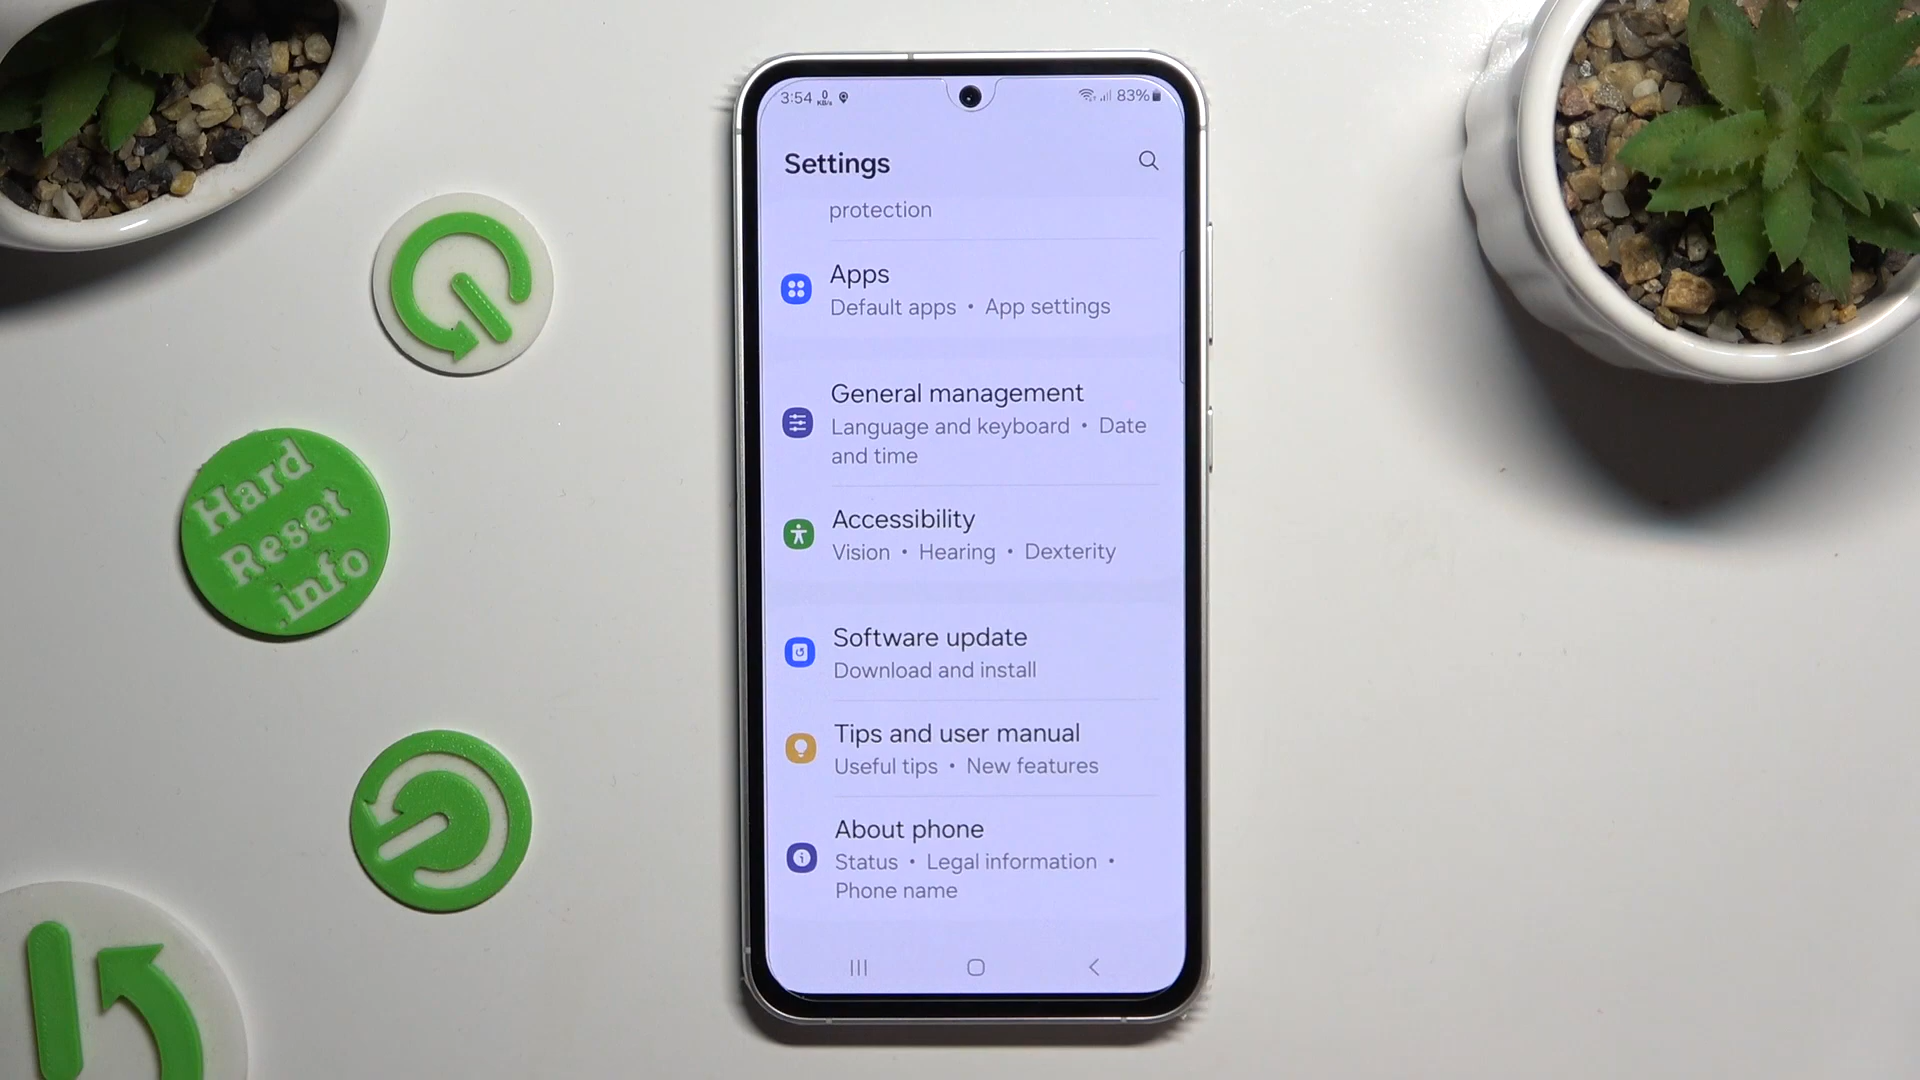 3:54 0 KB/s 83%
Settings
protection
Apps
Default apps • App settings
General management
Language and keyboard • Date
and time
Accessibility
Vision • Hearing • Dexterity
Software update
Download and install
Tips and user manual
Useful tips • New features
About phone
Status • Legal information •
Phone name
Hard
Reset
.info